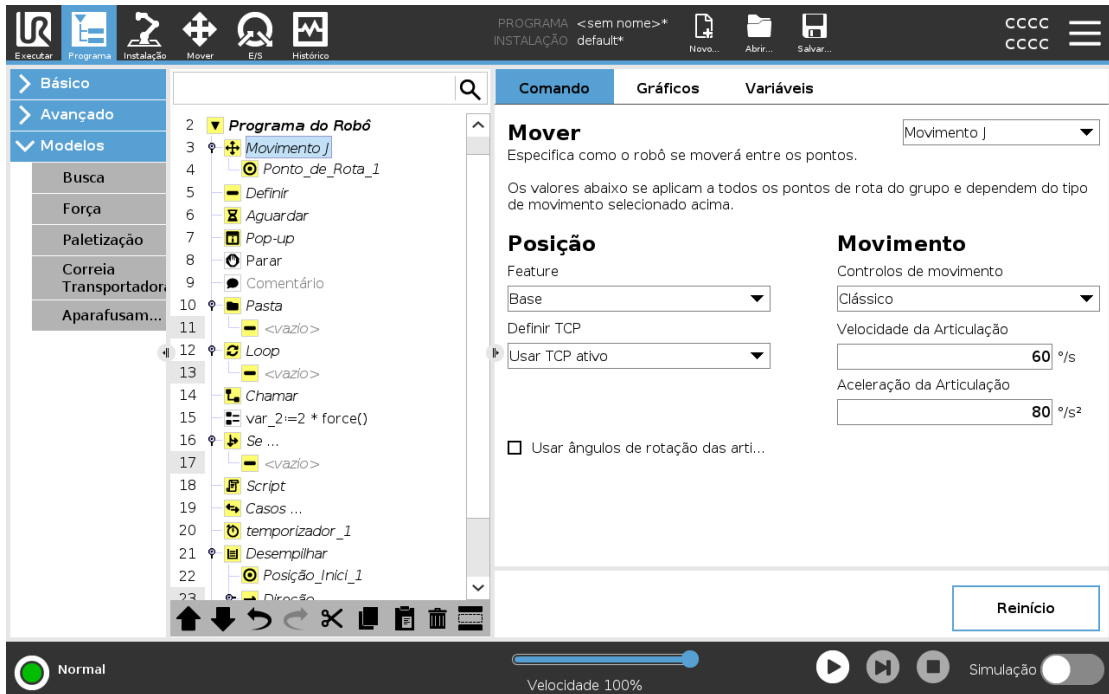 UR
Executar
Programa
Instalação
Mover
E/S
Histórico
PROGRAMA <sem nome>*
INSTALAÇÃO default*
Novo...
Abrir...
Salvar...
CCCC
CCCC
Básico
Avançado
Modelos
Busca
Força
Paletização
Correia
Transportadora
Aparafusam...
2 Programa do Robô
3 Movimento J
4 Ponto_de_Rota_1
5 Definir
6 Aguardar
7 Pop-up
8 Parar
9 Comentário
10 Pasta
11 <vazio>
12 Loop
13 <vazio>
14 Chamar
15 var_2:=2 * force()
16 Se ...
17 <vazio>
18 Script
19 Casos ...
20 temporizador_1
21 Desempilhar
22 Posição_Inici_1
23 Direção
Comando Gráficos Variáveis
Mover
Movimento J
Especifica como o robô se moverá entre os pontos.
Os valores abaixo se aplicam a todos os pontos de rota do grupo e dependem do tipo
de movimento selecionado acima.
Posição
Feature
Base
Definir TCP
Usar TCP ativo
Usar ângulos de rotação das arti...
Movimento
Controlos de movimento
Clássico
Velocidade da Articulação
60 °/s
Aceleração da Articulação
80 °/s²
Reinício
Normal
Velocidade 100%
Simulação